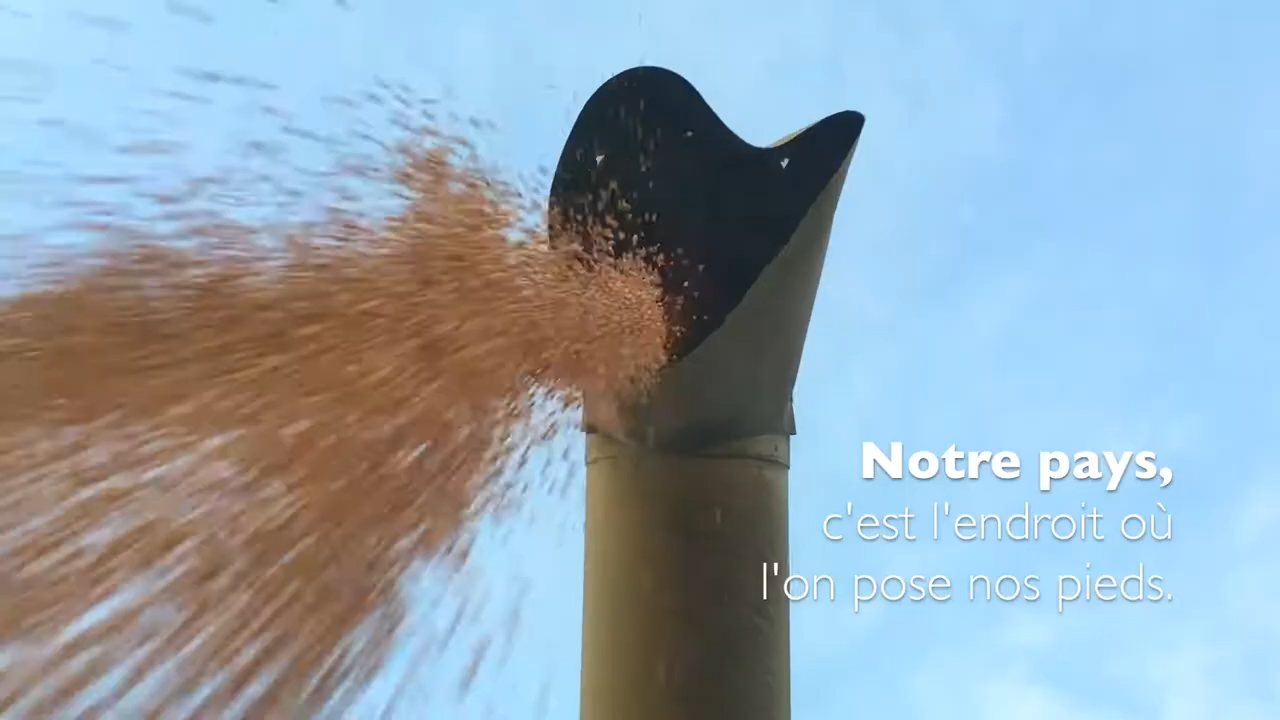 Notre pays,
c'est l'endroit où
l'on pose nos pieds.